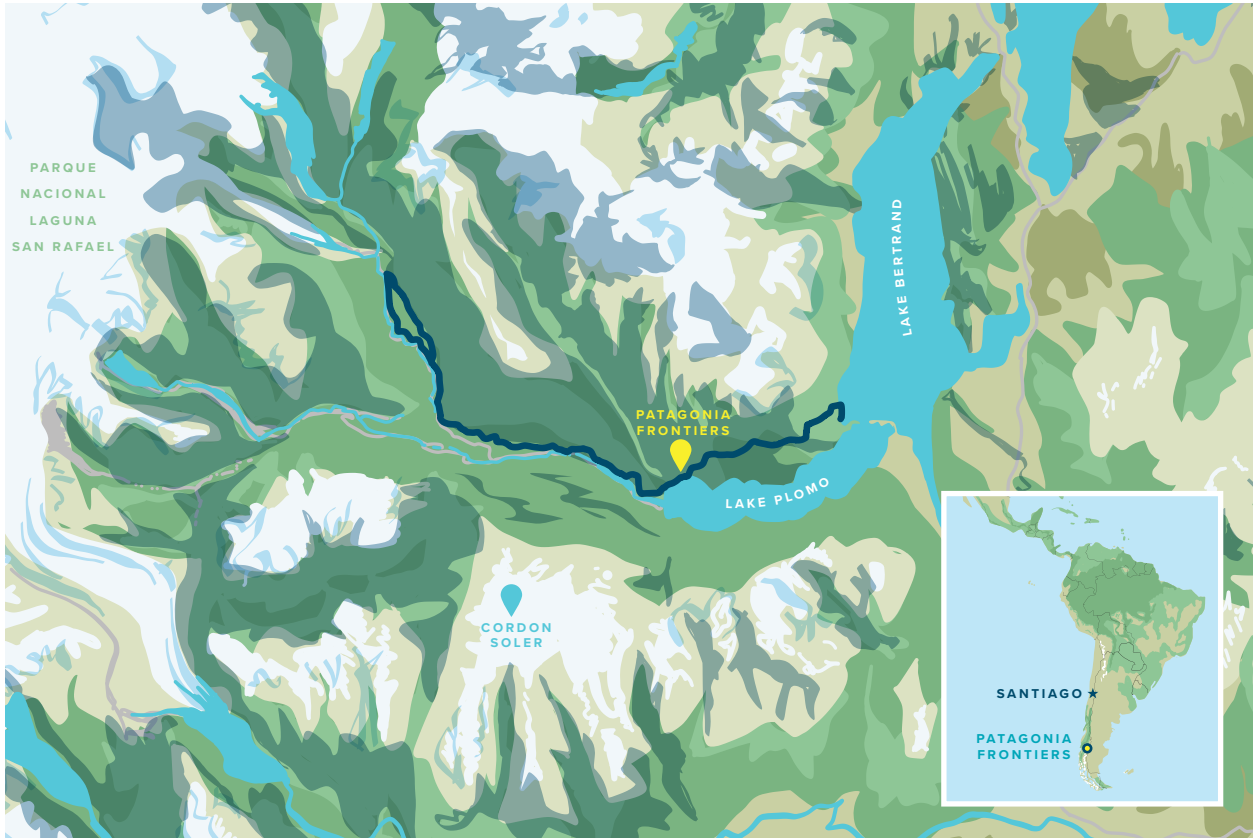 PARQUE
NACIONAL
LAGUNA
SAN RAFAEL
LAKE BERTRAND
PATAGONIA
FRONTIERS
LAKE PLOMO
CORDON
SOLER
SANTIAGO
PATAGONIA
FRONTIERS